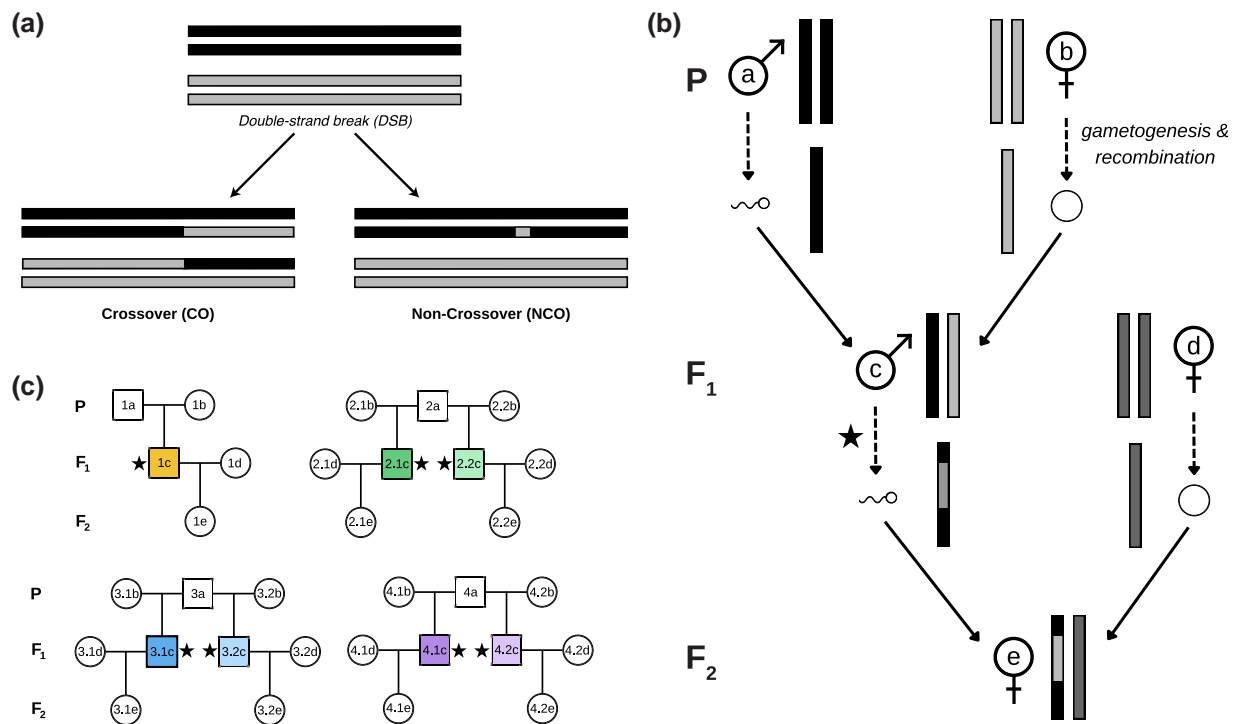 (a)
Double-strand break (DSB)
Crossover (CO)
Non-Crossover (NCO)
(b)
P
a
b
gametogenesis &
recombination
F1
c
d
F2
e
(c)
P
1a
1b
2.1b
2a
2.2b
F1
1c
1d
2.1d
2.1c
2.2c
2.2d
F2
1e
2.1e
2.2e
P
3.1b
3a
3.2b
4.1b
4a
4.2b
F1
3.1d
3.1c
3.2c
3.2d
4.1d
4.1c
4.2c
4.2d
F2
3.1e
3.2e
4.1e
4.2e